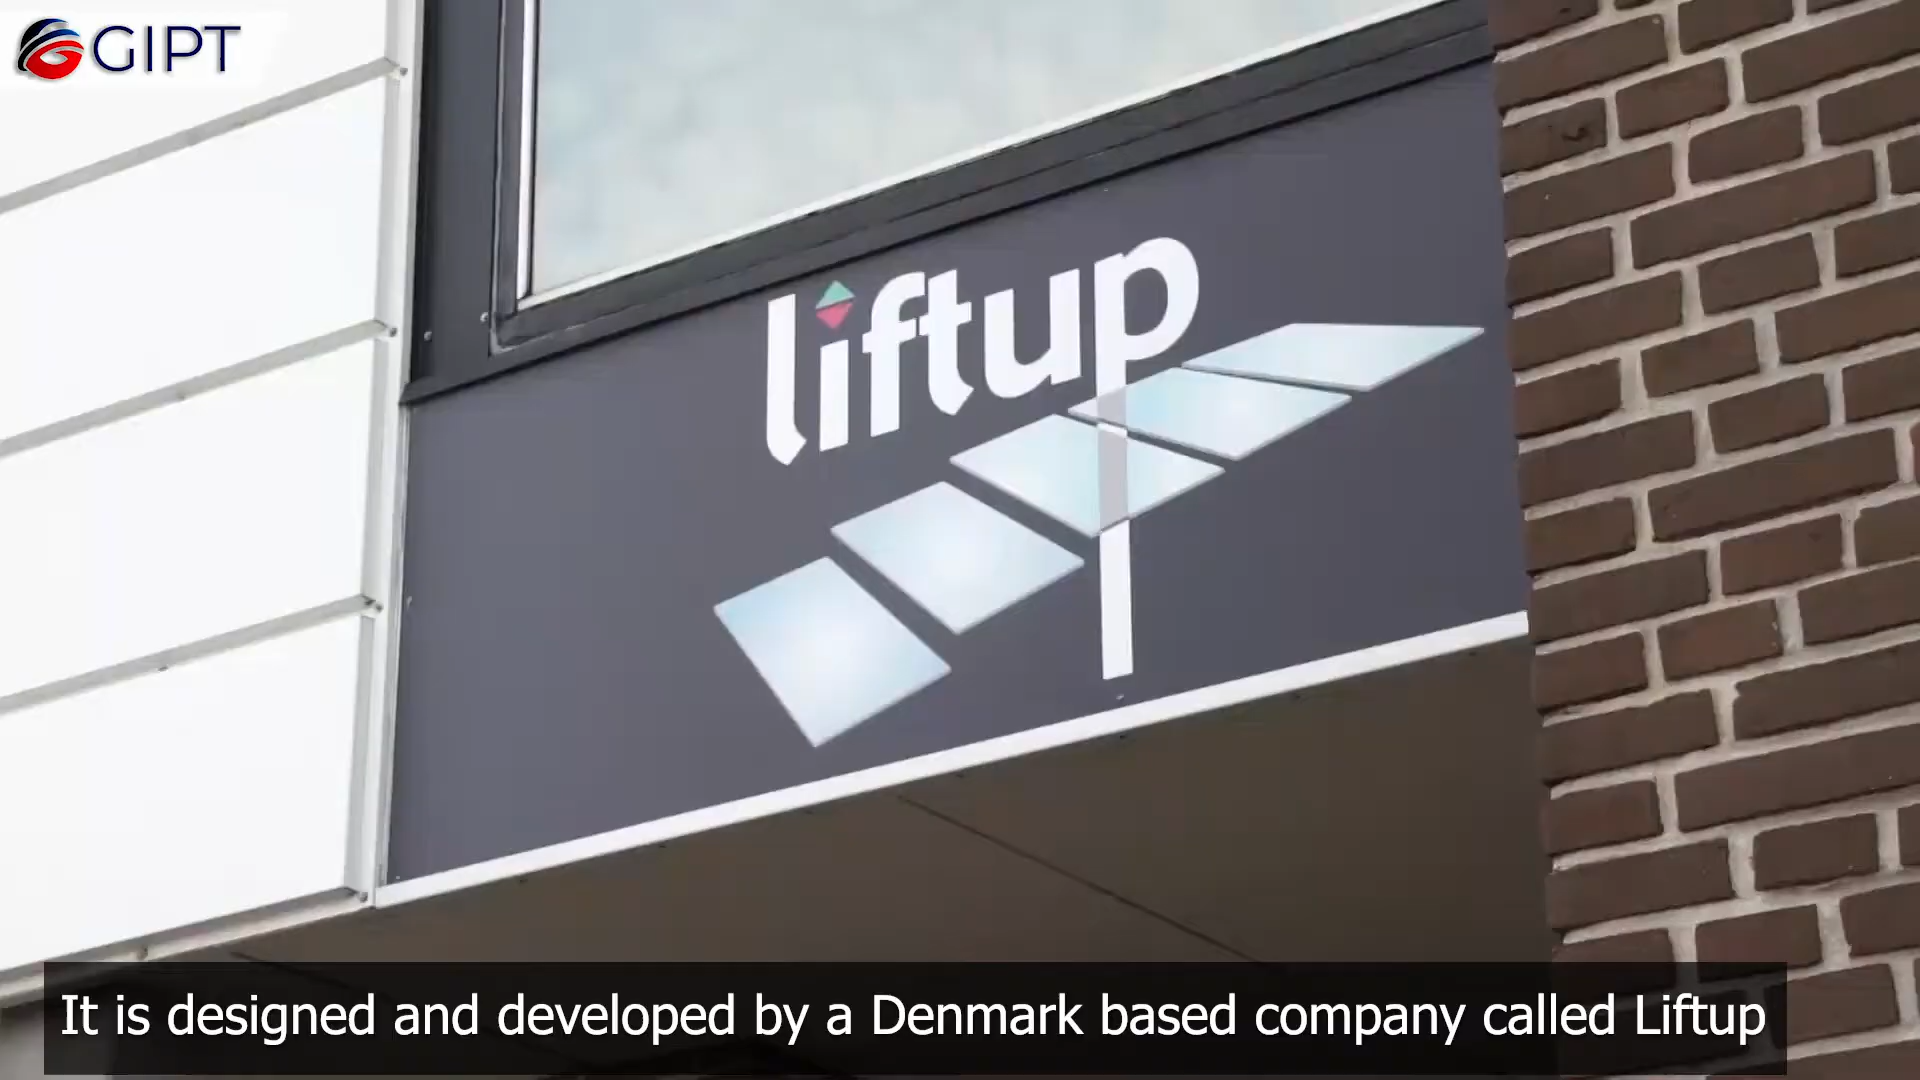 GIPT
liftup
It is designed and developed by a Denmark based company called Liftup